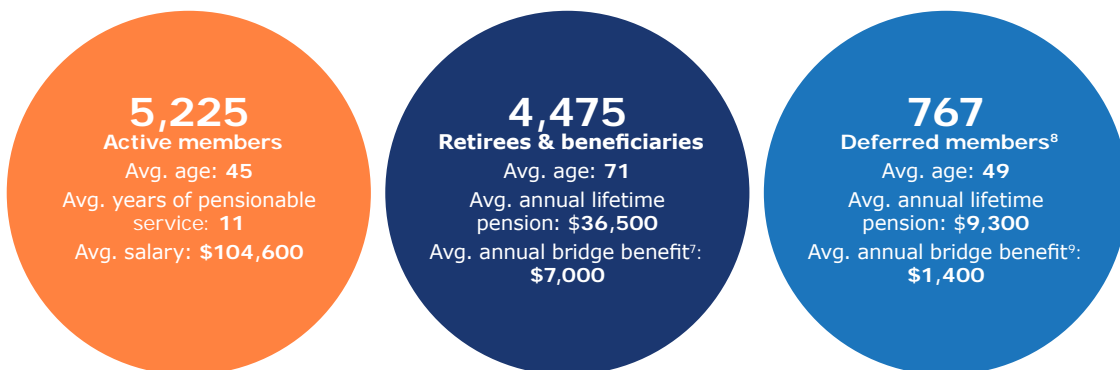 5,225
Active members
Avg. age: 45
Avg. years of pensionable
service: 11
Avg. salary: $104,600
4,475
Retirees & beneficiaries
Avg. age: 71
Avg. annual lifetime
pension: $36,500
Avg. annual bridge benefit⁷:
$7,000
767
Deferred members⁸
Avg. age: 49
Avg. annual lifetime
pension: $9,300
Avg. annual bridge benefit⁹:
$1,400